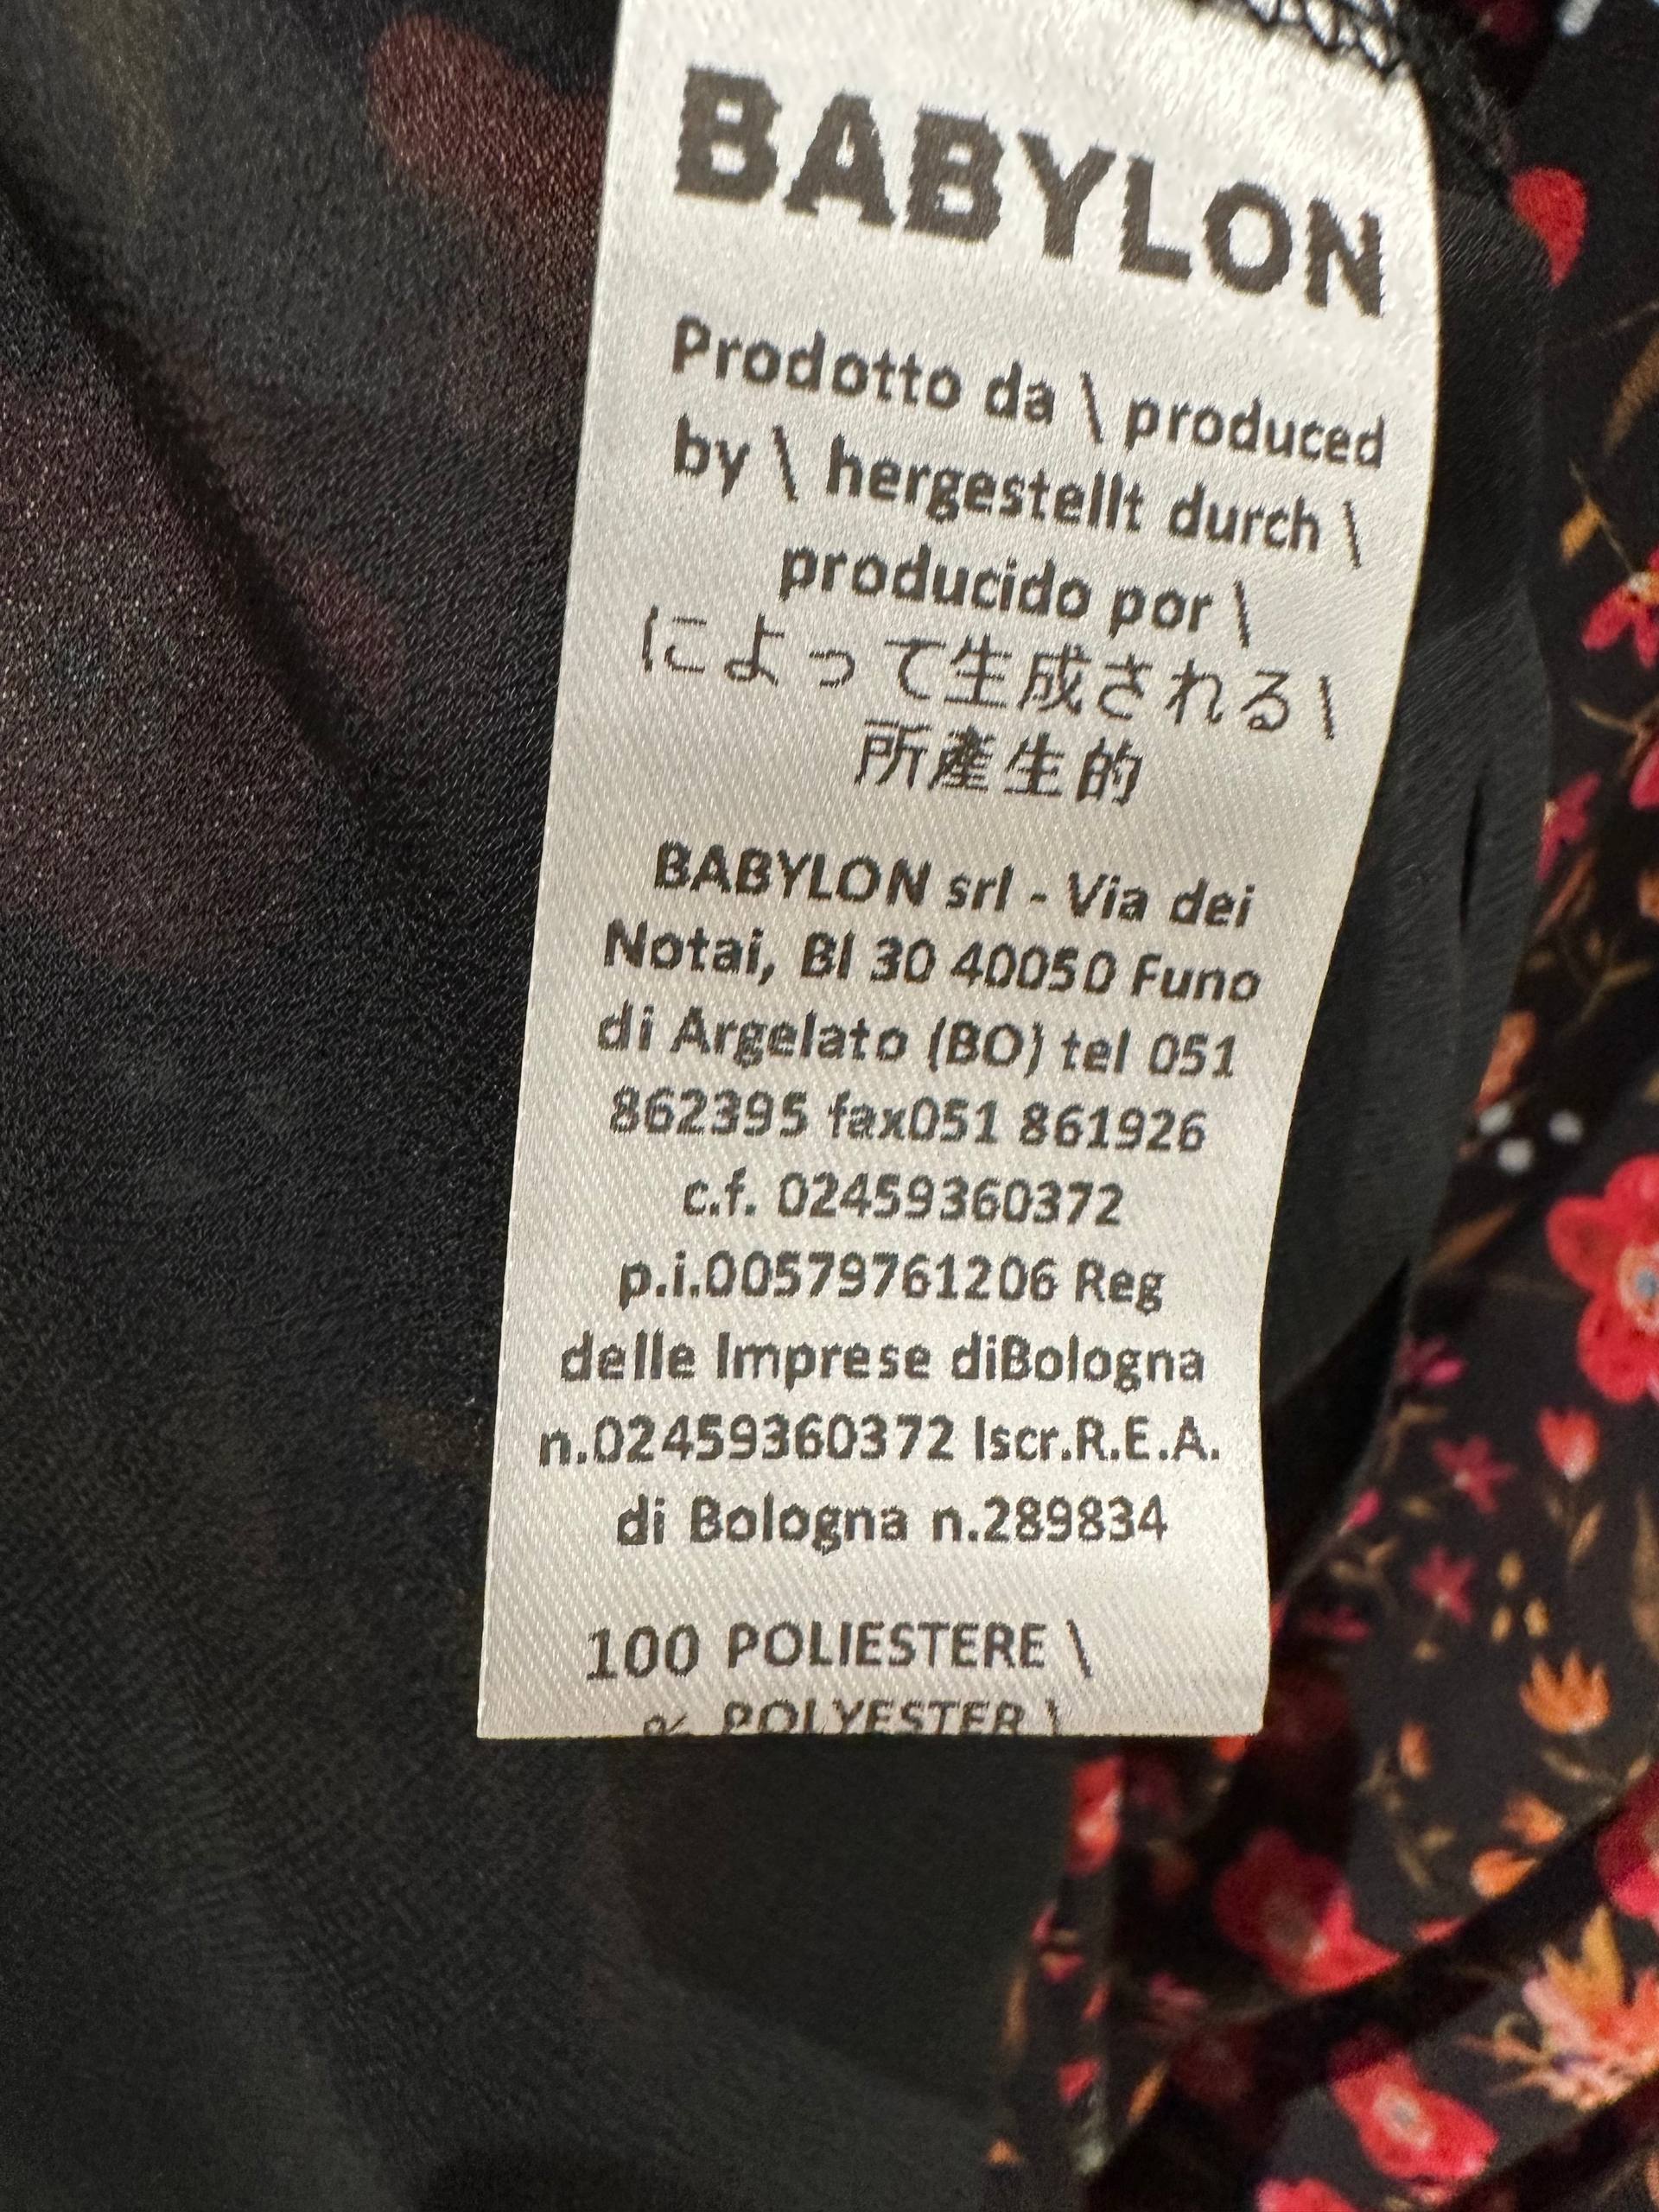 BABYLON
Prodotto da \ produced
by \ hergestellt durch \
producido por \
によって生成される\
所產生的
BABYLON srl - Via dei
Notai, Bl 30 40050 Funo
di Argelato (BO) tel 051
862395 fax051 861926
c.f. 02459360372
p.i.00579761206 Reg
delle Imprese diBologna
n.02459360372 Iscr.R.E.A.
di Bologna n.289834
100 POLIESTERE \
% POLYESTER \